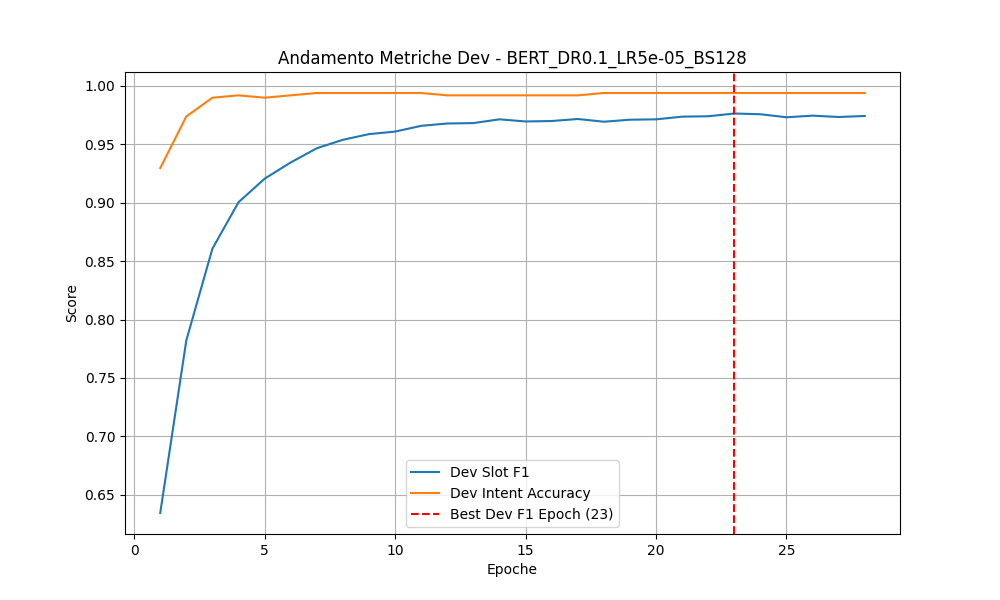 Andamento Metriche Dev - BERT_DR0.1_LR5e-05_BS128
1.00
0.95
0.90
0.85
0.80
0.75
0.70
0.65
Score
0
5
10
15
20
25
Epoche
Dev Slot F1
Dev Intent Accuracy
Best Dev F1 Epoch (23)